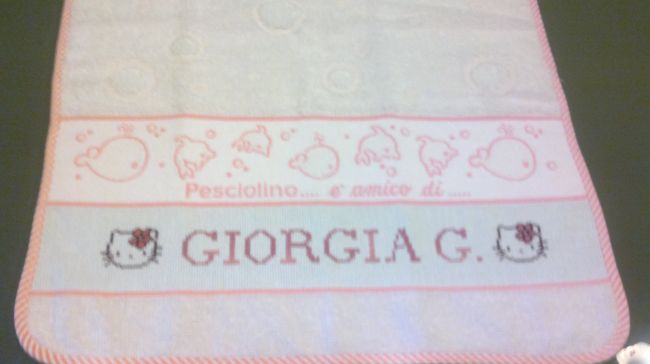 Pesciolino.... e' amico di .....
GIORGIA G.